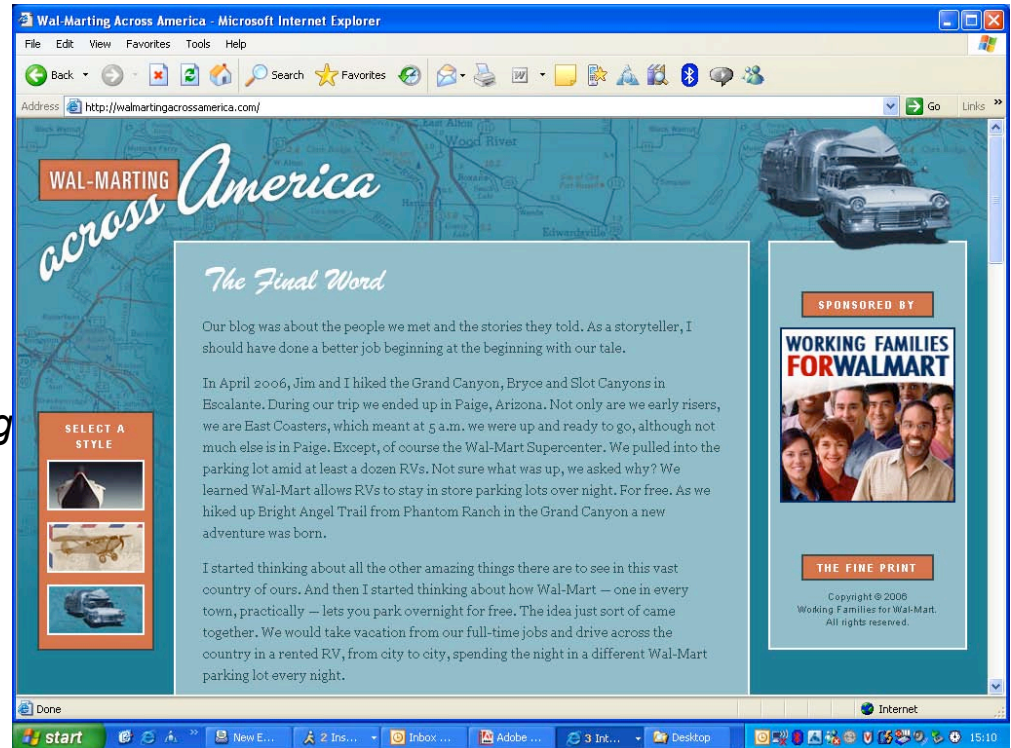 Wal-Marting Across America - Microsoft Internet Explorer
File Edit View Favorites Tools Help
Back Search Favorites
Address http://walmartingacrossamerica.com/ Go Links »
WAL-MARTING
across America
Wood River
Edwardsville
The Final Word
Our blog was about the people we met and the stories they told. As a storyteller, I
should have done a better job beginning at the beginning with our tale.
In April 2006, Jim and I hiked the Grand Canyon, Bryce and Slot Canyons in
Escalante. During our trip we ended up in Paige, Arizona. Not only are we early risers,
we are East Coasters, which meant at 5 a.m. we were up and ready to go, although not
much else is in Paige. Except, of course the Wal-Mart Supercenter. We pulled into the
parking lot amid at least a dozen RVs. Not sure what was up, we asked why? We
learned Wal-Mart allows RVs to stay in store parking lots over night. For free. As we
hiked up Bright Angel Trail from Phantom Ranch in the Grand Canyon a new
adventure was born.
I started thinking about all the other amazing things there are to see in this vast
country of ours. And then I started thinking about how Wal-Mart — one in every
town, practically — lets you park overnight for free. The idea just sort of came
together. We would take vacation from our full-time jobs and drive across the
country in a rented RV, from city to city, spending the night in a different Wal-Mart
parking lot every night.
g
SELECT A
STYLE
SPONSORED BY
WORKING FAMILIES
FORWALMART
THE FINE PRINT
Copyright © 2006
Working Families for Wal-Mart.
All rights reserved.
Done Internet
start New E... 2 Ins... Inbox ... Adobe ... 3 Int... Desktop 15:10